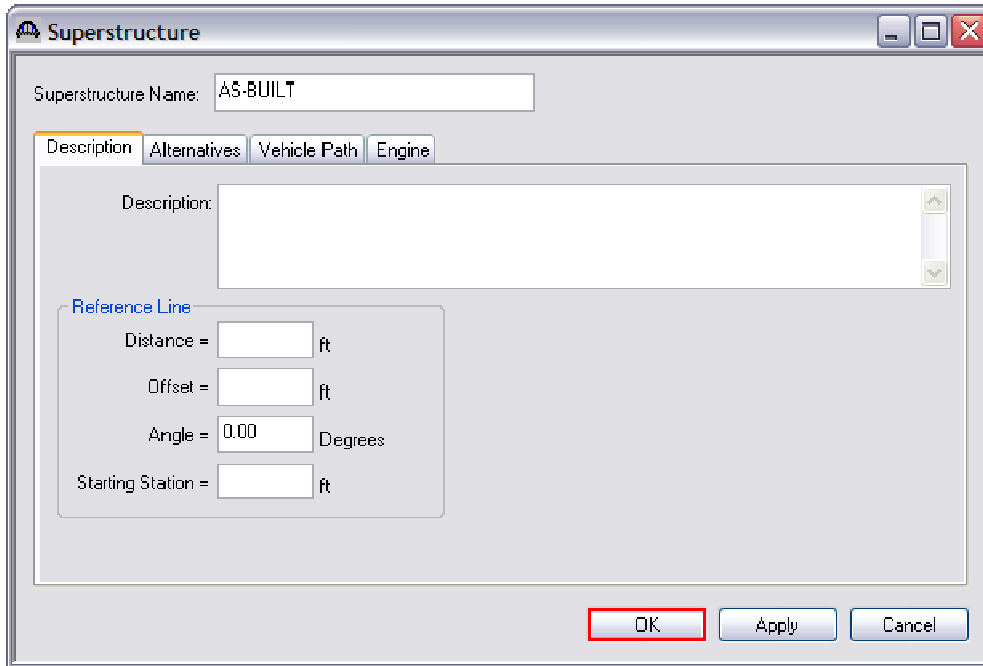 Superstructure
Superstructure Name: AS-BUILT
Description Alternatives Vehicle Path Engine
Description:
Reference Line
Distance = ft
Offset = ft
Angle = 0.00 Degrees
Starting Station = ft
OK Apply Cancel